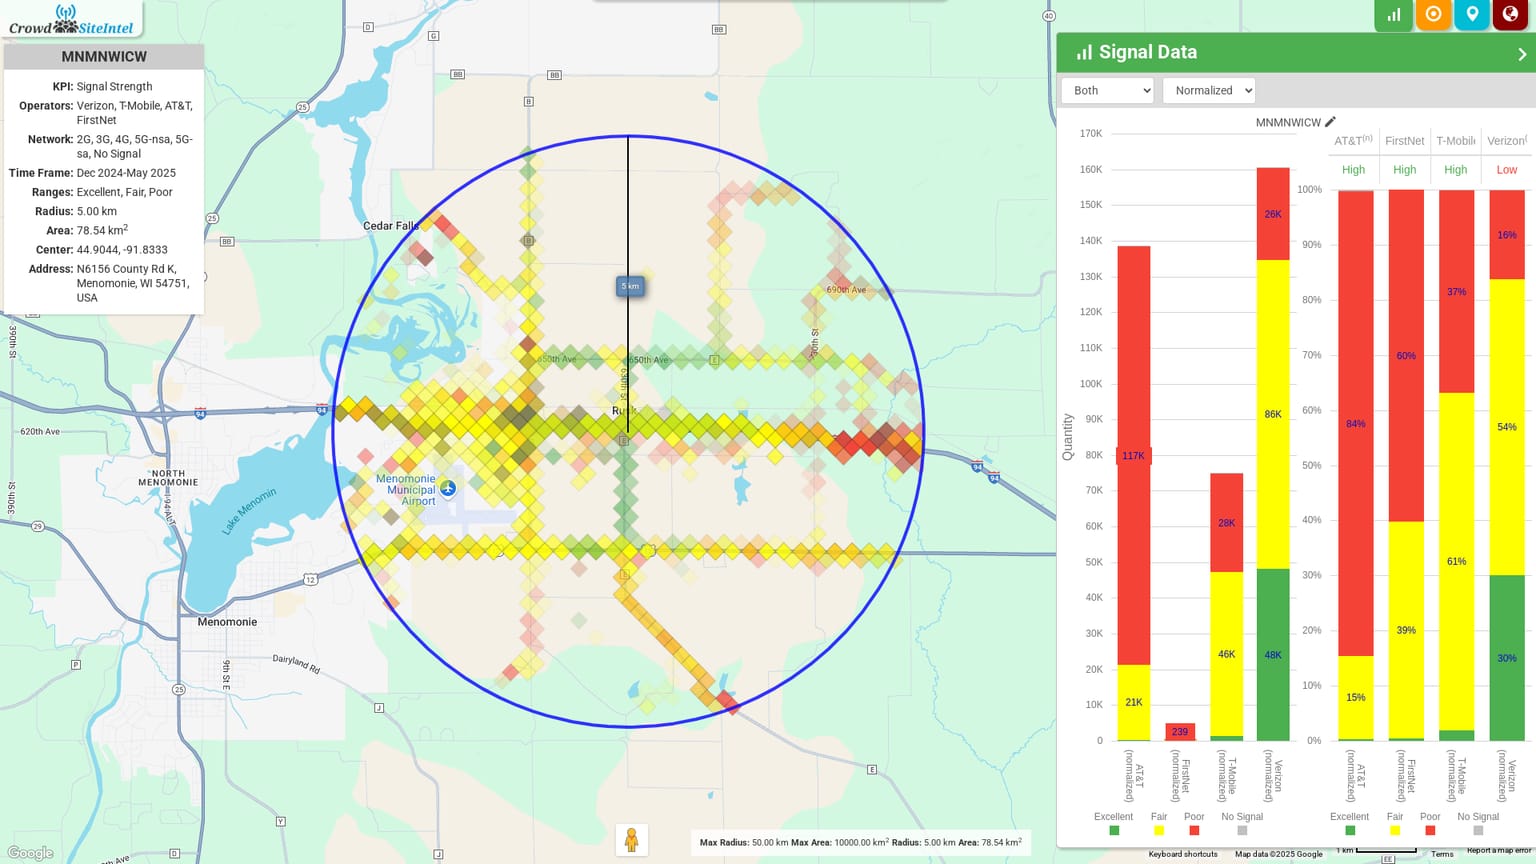 Crowd SiteIntel
MNMNWICW
KPI: Signal Strength
Operators: Verizon, T-Mobile, AT&T,
FirstNet
Network: 2G, 3G, 4G, 5G-nsa, 5G-
sa, No Signal
Time Frame: Dec 2024-May 2025
Ranges: Excellent, Fair, Poor
Radius: 5.00 km
Area: 78.54 km2
Center: 44.9044, -91.8333
Address: N6156 County Rd K,
Menomonie, WI 54751,
USA
D
G
BB
BB
BB
B
25
40
25
BB
Cedar Falls
B
5 km
690th Ave
390th St
650th Ave
650th Ave
E
630th St
94
94
620th Ave
Rusk
E
94
94
NORTH
MENOMONIE
Menomonie
Municipal
Airport
390th St
Lake Menomin
29
12
Menomonie
P
Dairyland Rd
9th St E
25
J
E
Y
D
J
EE
Google
Max Radius: 50.00 km Max Area: 10000.00 km2 Radius: 5.00 km Area: 78.54 km2
Keyboard shortcuts
Map data ©2025 Google
1 km
Terms
Report a map error
Signal Data
Both
Normalized
MNMNWICW
170K
160K
150K
140K
130K
120K
110K
100K
90K
80K
70K
60K
50K
40K
30K
20K
10K
0
Quantity
117K
21K
239
28K
46K
26K
86K
48K
AT&T
(normalized)
FirstNet
(normalized)
T-Mobile
(normalized)
Verizon
(normalized)
Excellent
Fair
Poor
No Signal
AT&T(n)
FirstNet
T-Mobile
Verizon(
High
High
High
Low
100%
90%
80%
70%
60%
50%
40%
30%
20%
10%
0%
84%
15%
60%
39%
37%
61%
16%
54%
30%
AT&T
(normalized)
FirstNet
(normalized)
T-Mobile
(normalized)
Verizon
(normalized)
Excellent
Fair
Poor
No Signal